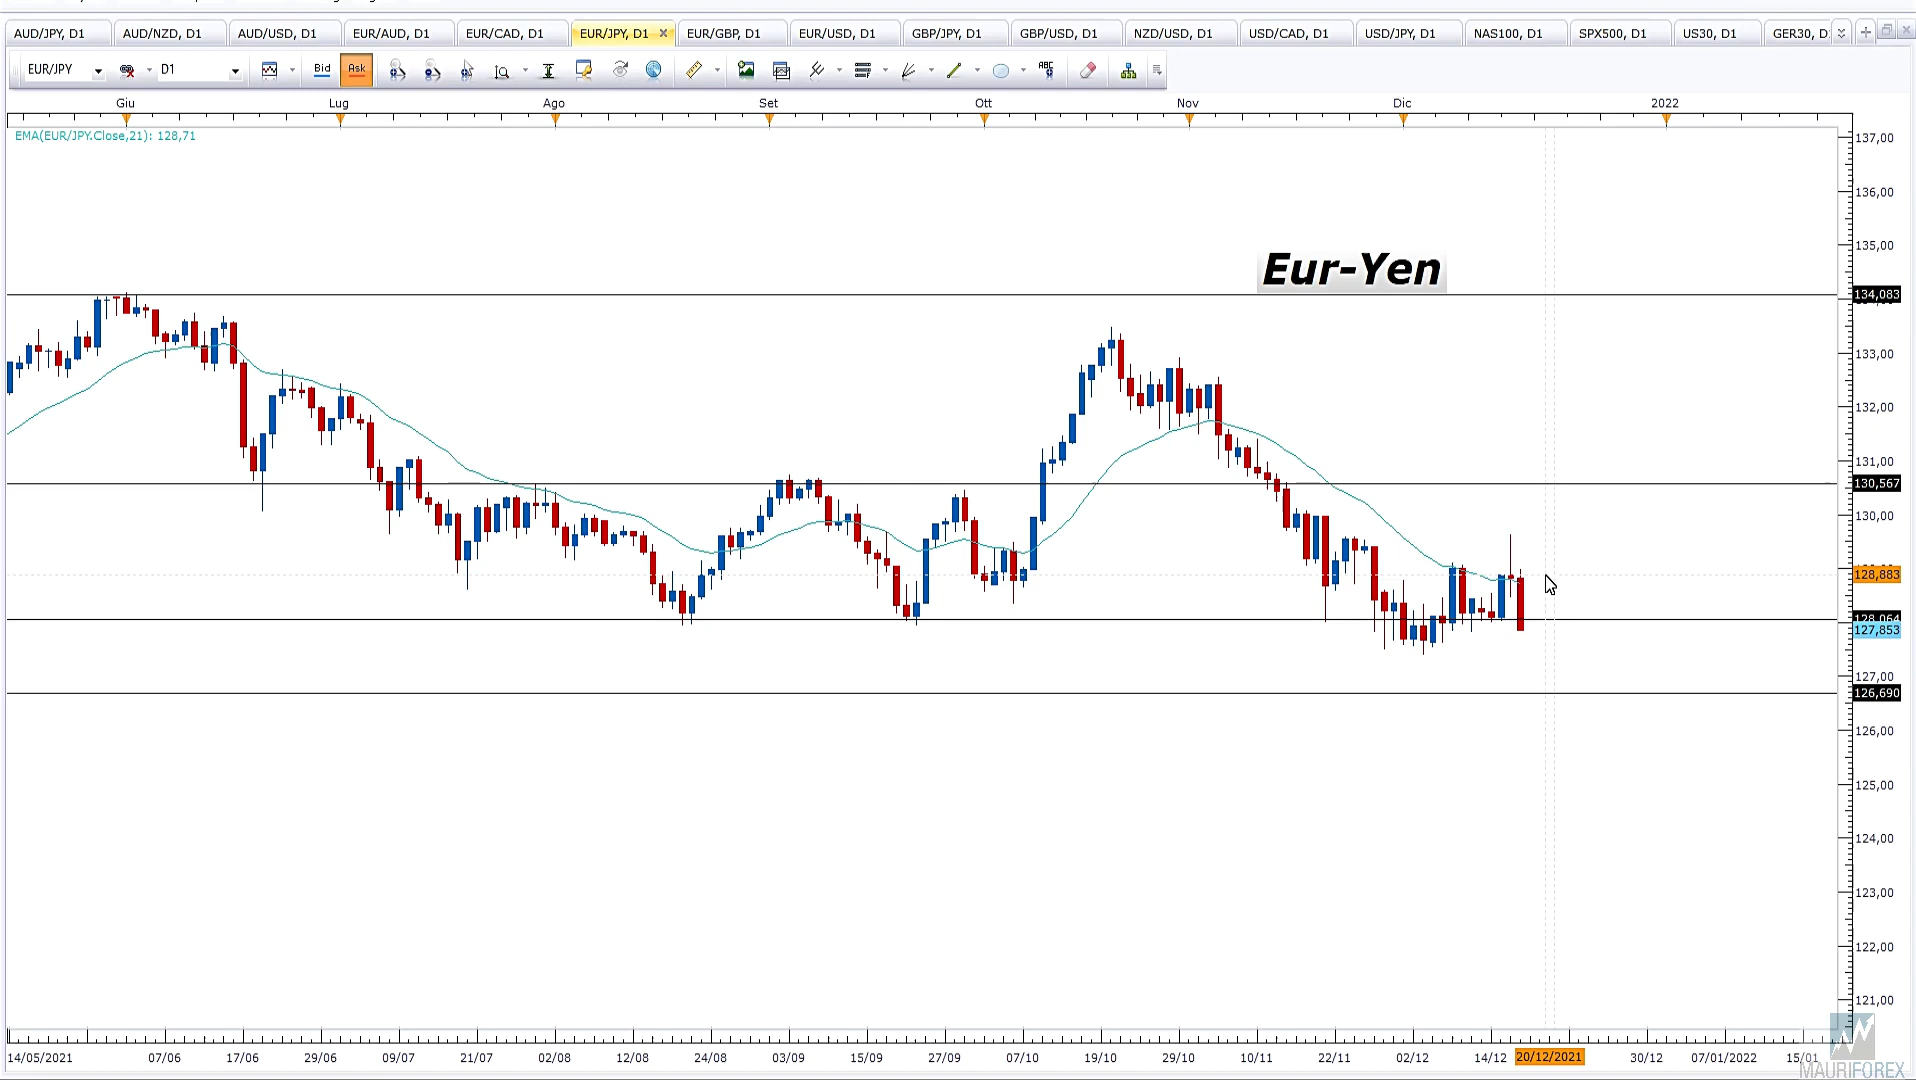 AUD/JPY, D1 AUD/NZD, D1 AUD/USD, D1 EUR/AUD, D1 EUR/CAD, D1 EUR/JPY, D1 EUR/GBP, D1 EUR/USD, D1 GBP/JPY, D1 GBP/USD, D1 NZD/USD, D1 USD/CAD, D1 USD/JPY, D1 NAS100, D1 SPX500, D1 US30, D1 GER30, D
EUR/JPY D1 Bid Ask ABC
Giu Lug Ago Set Ott Nov Dic 2022
EMA(EUR/JPY.Close,21): 128,71
137,00
136,00
135,00
Eur-Yen
134,083
133,00
132,00
131,00
130,567
130,00
128,883
128,064
127,853
127,00
126,690
126,00
125,00
124,00
123,00
122,00
121,00
14/05/2021 07/06 17/06 29/06 09/07 21/07 02/08 12/08 24/08 03/09 15/09 27/09 07/10 19/10 29/10 10/11 22/11 02/12 14/12 20/12/2021 30/12 07/01/2022 15/01
MAURIFOREX